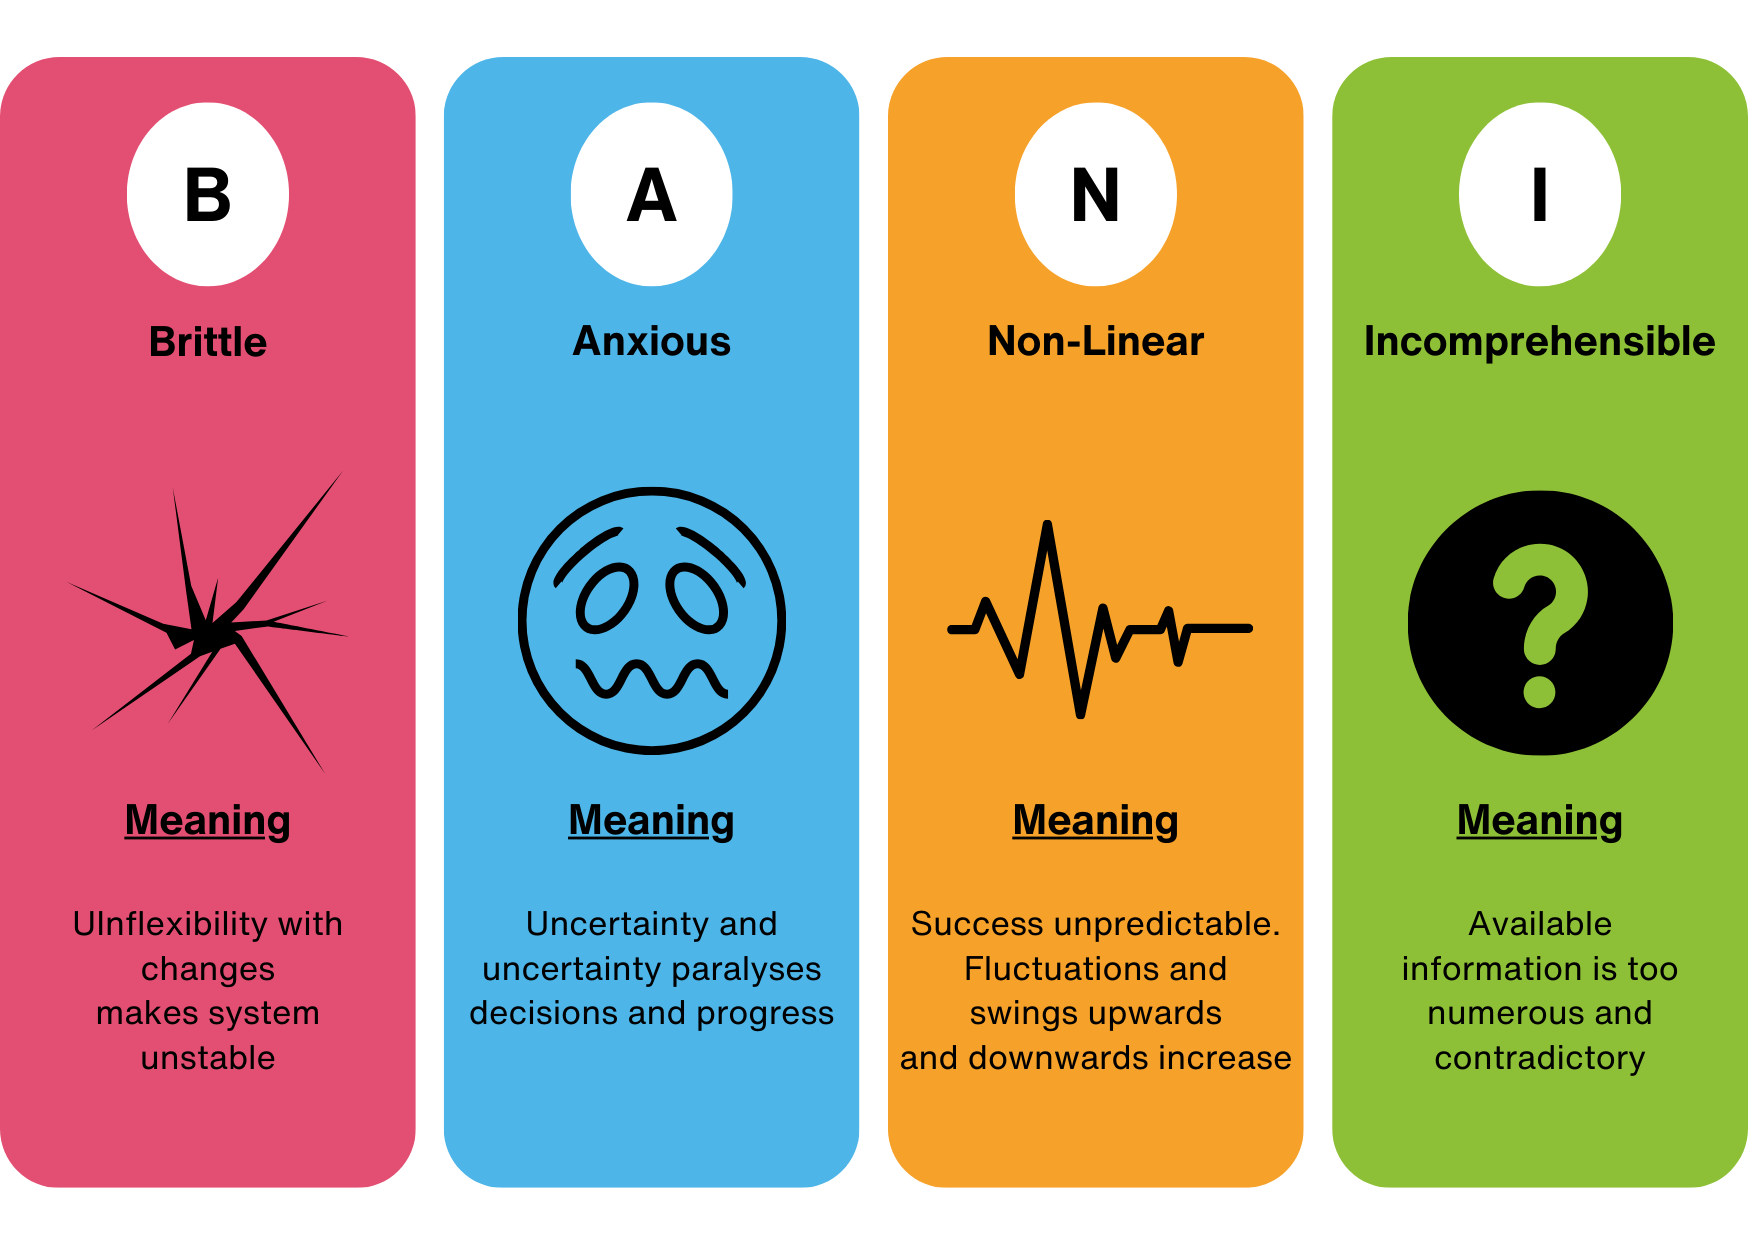 B
Brittle
Meaning
UInflexibility with
changes
makes system
unstable
A
Anxious
Meaning
Uncertainty and
uncertainty paralyses
decisions and progress
N
Non-Linear
Meaning
Success unpredictable.
Fluctuations and
swings upwards
and downwards increase
I
Incomprehensible
Meaning
Available
information is too
numerous and
contradictory